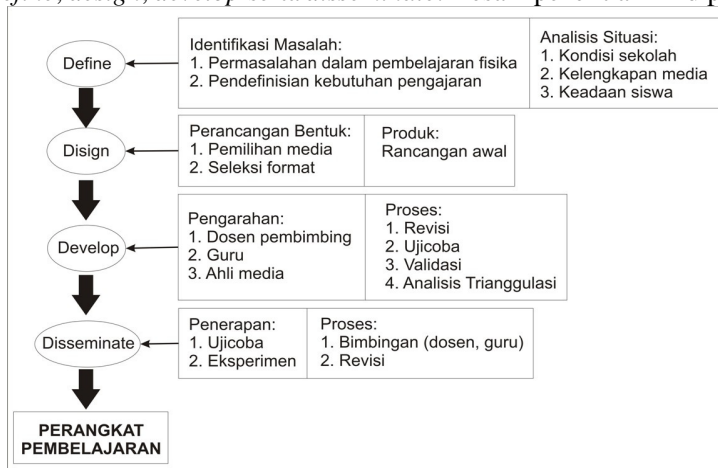 design, develop
Define
Identifikasi Masalah:
1. Permasalahan dalam pembelajaran fisika
2. Pendefinisian kebutuhan pengajaran
Analisis Situasi:
1. Kondisi sekolah
2. Kelengkapan media
3. Keadaan siswa
Disign
Perancangan Bentuk:
1. Pemilihan media
2. Seleksi format
Produk:
Rancangan awal
Develop
Pengarahan:
1. Dosen pembimbing
2. Guru
3. Ahli media
Proses:
1. Revisi
2. Ujicoba
3. Validasi
4. Analisis Trianggulasi
Disseminate
Penerapan:
1. Ujicoba
2. Eksperimen
Proses:
1. Bimbingan (dosen, guru)
2. Revisi
PERANGKAT
PEMBELAJARAN